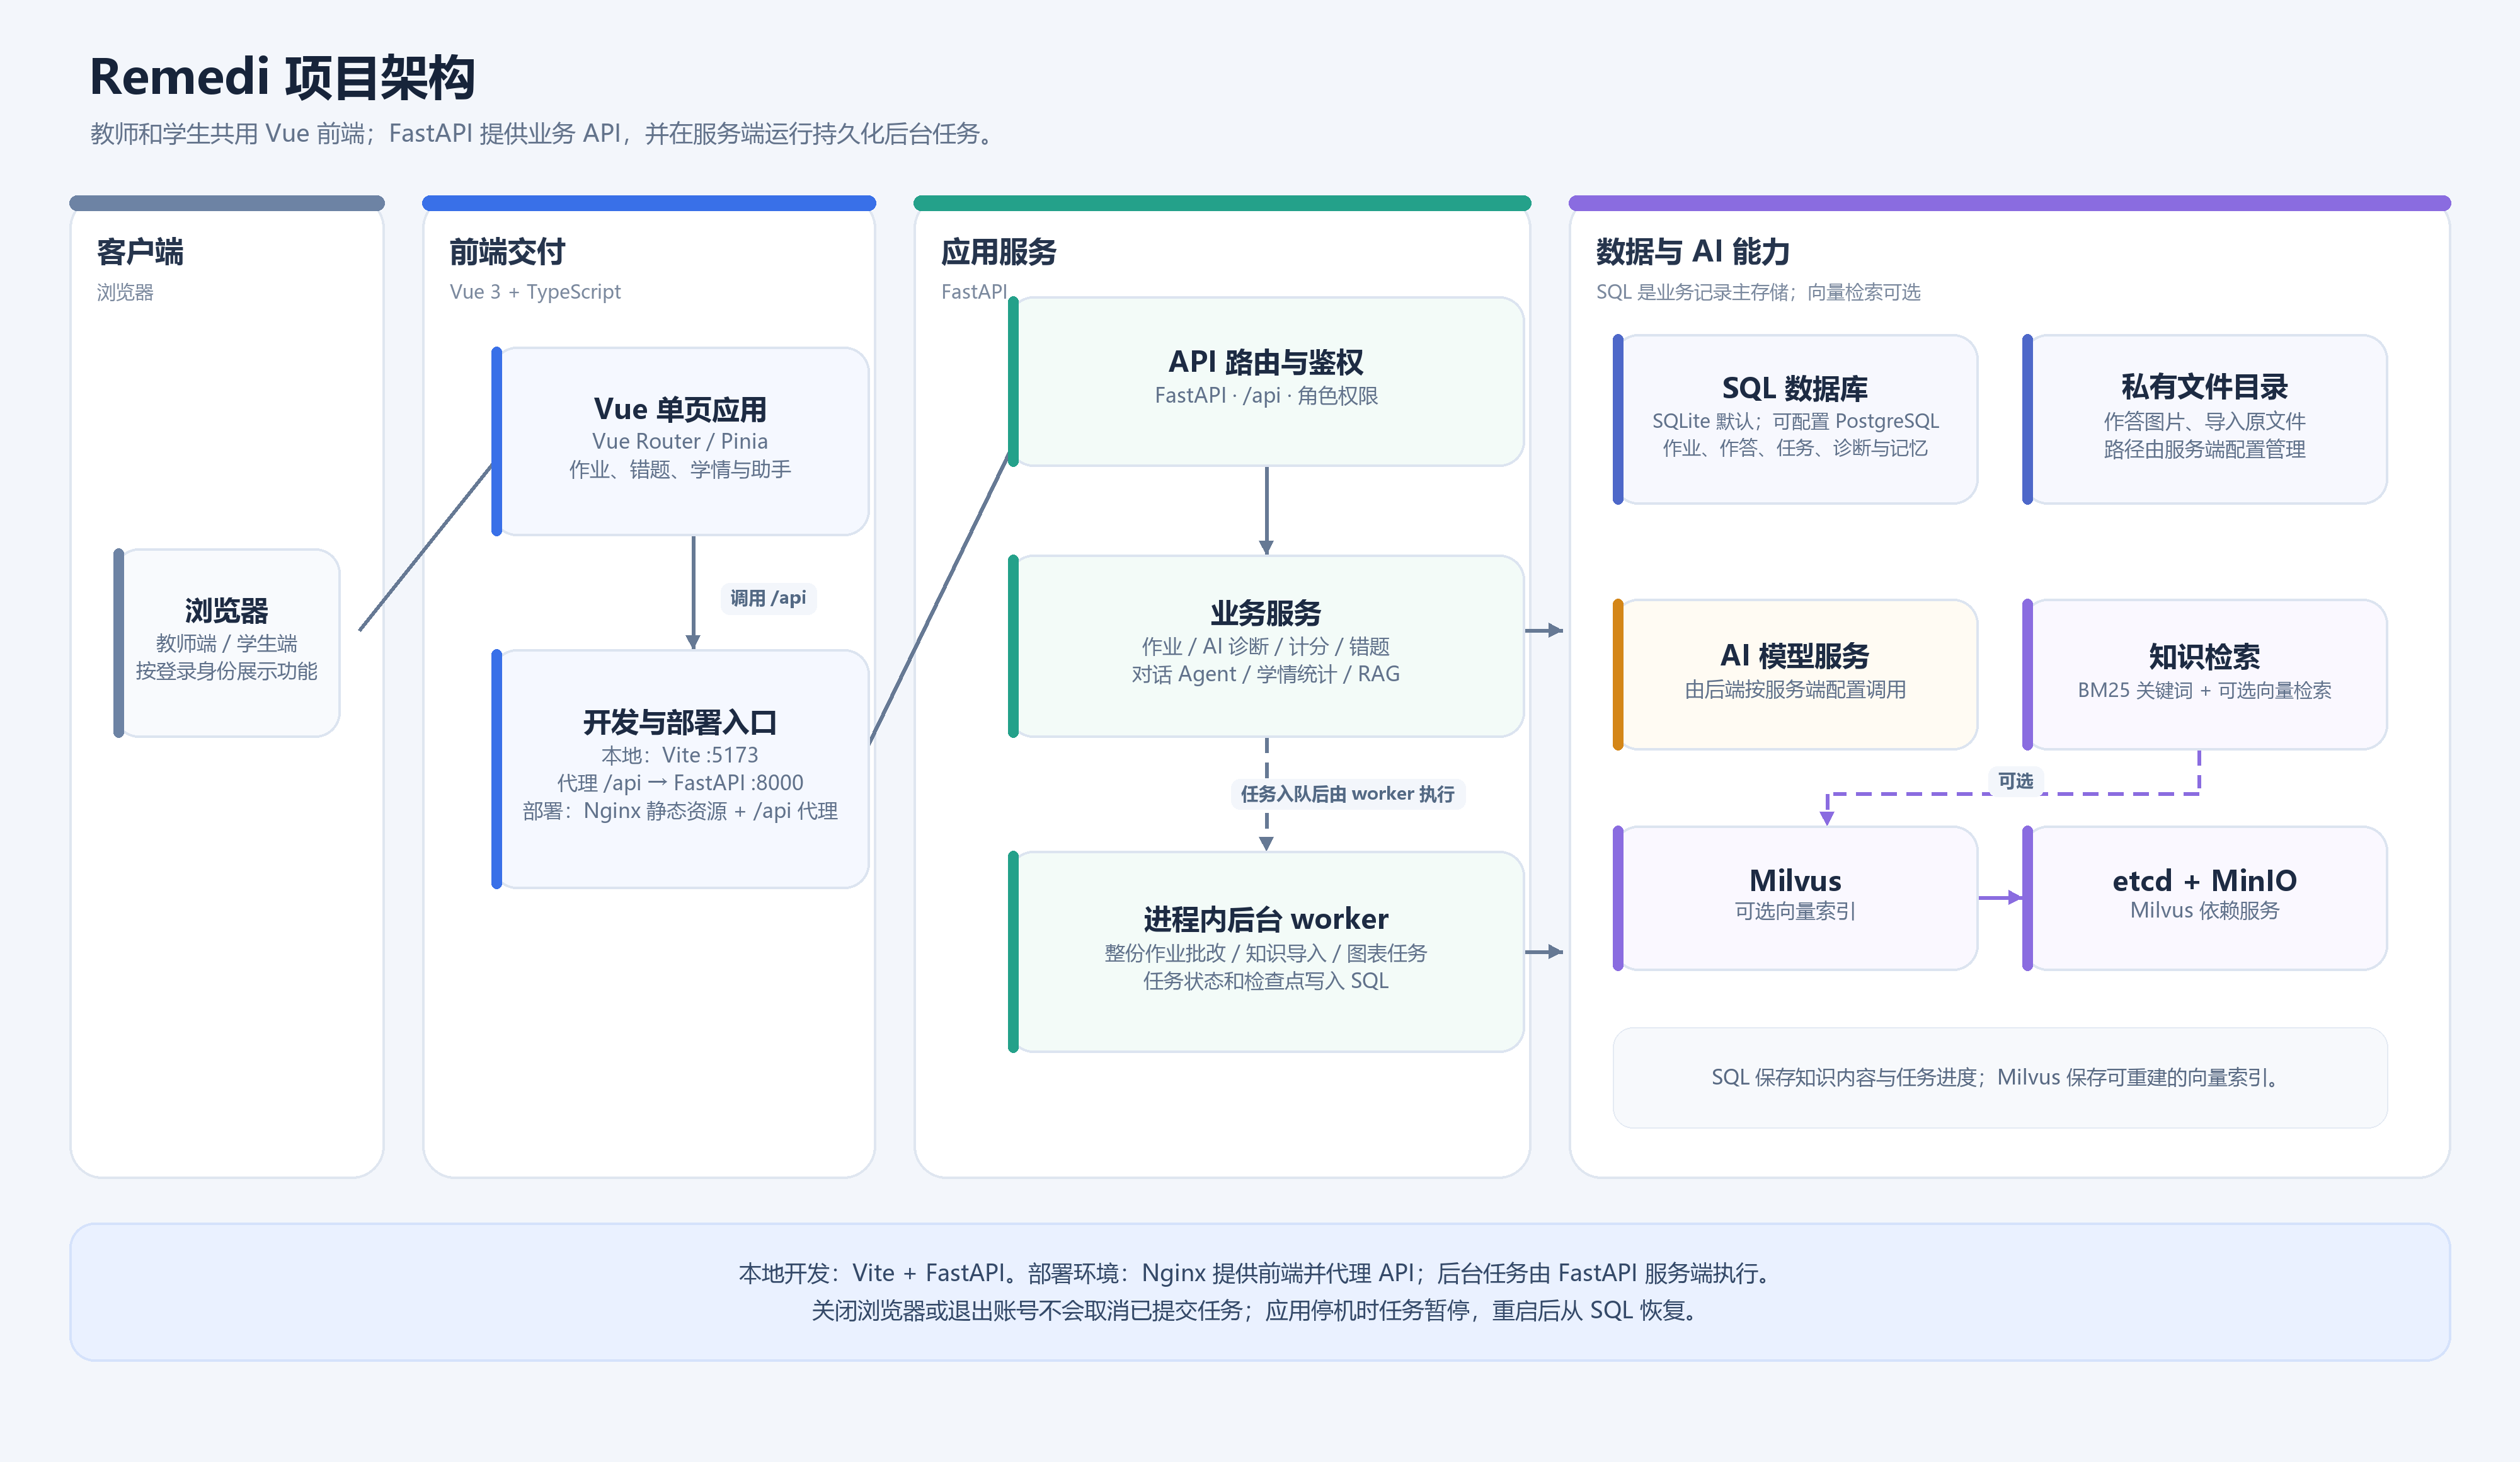 Remedi 项目架构
教师和学生共用 Vue 前端；FastAPI 提供业务 API，并在服务端运行持久化后台任务。
客户端
浏览器
浏览器
教师端 / 学生端
按登录身份展示功能
前端交付
Vue 3 + TypeScript
Vue 单页应用
Vue Router / Pinia
作业、错题、学情与助手
调用 /api
开发与部署入口
本地：Vite :5173
代理 /api → FastAPI :8000
部署：Nginx 静态资源 + /api 代理
应用服务
FastAPI
API 路由与鉴权
FastAPI · /api · 角色权限
业务服务
作业 / AI 诊断 / 计分 / 错题
对话 Agent / 学情统计 / RAG
任务入队后由 worker 执行
进程内后台 worker
整份作业批改 / 知识导入 / 图表任务
任务状态和检查点写入 SQL
数据与 AI 能力
SQL 是业务记录主存储；向量检索可选
SQL 数据库
SQLite 默认；可配置 PostgreSQL
作业、作答、任务、诊断与记忆
私有文件目录
作答图片、导入原文件
路径由服务端配置管理
AI 模型服务
由后端按服务端配置调用
知识检索
BM25 关键词 + 可选向量检索
可选
Milvus
可选向量索引
etcd + MinIO
Milvus 依赖服务
SQL 保存知识内容与任务进度；Milvus 保存可重建的向量索引。
本地开发：Vite + FastAPI。部署环境：Nginx 提供前端并代理 API；后台任务由 FastAPI 服务端执行。
关闭浏览器或退出账号不会取消已提交任务；应用停机时任务暂停，重启后从 SQL 恢复。